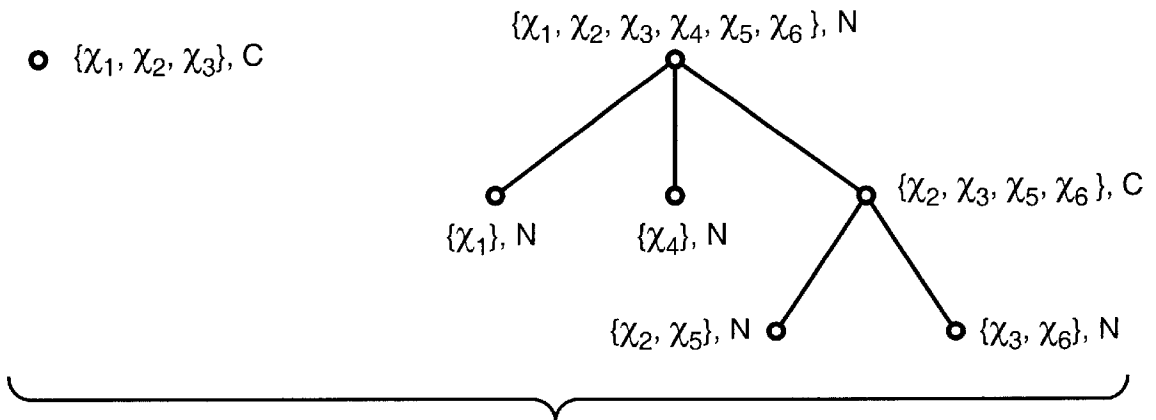 {χ₁, χ₂, χ₃, χ₄, χ₅, χ₆}, N
{χ₁, χ₂, χ₃}, C
{χ₂, χ₃, χ₅, χ₆}, C
{χ₁}, N
{χ₄}, N
{χ₂, χ₅}, N
{χ₃, χ₆}, N